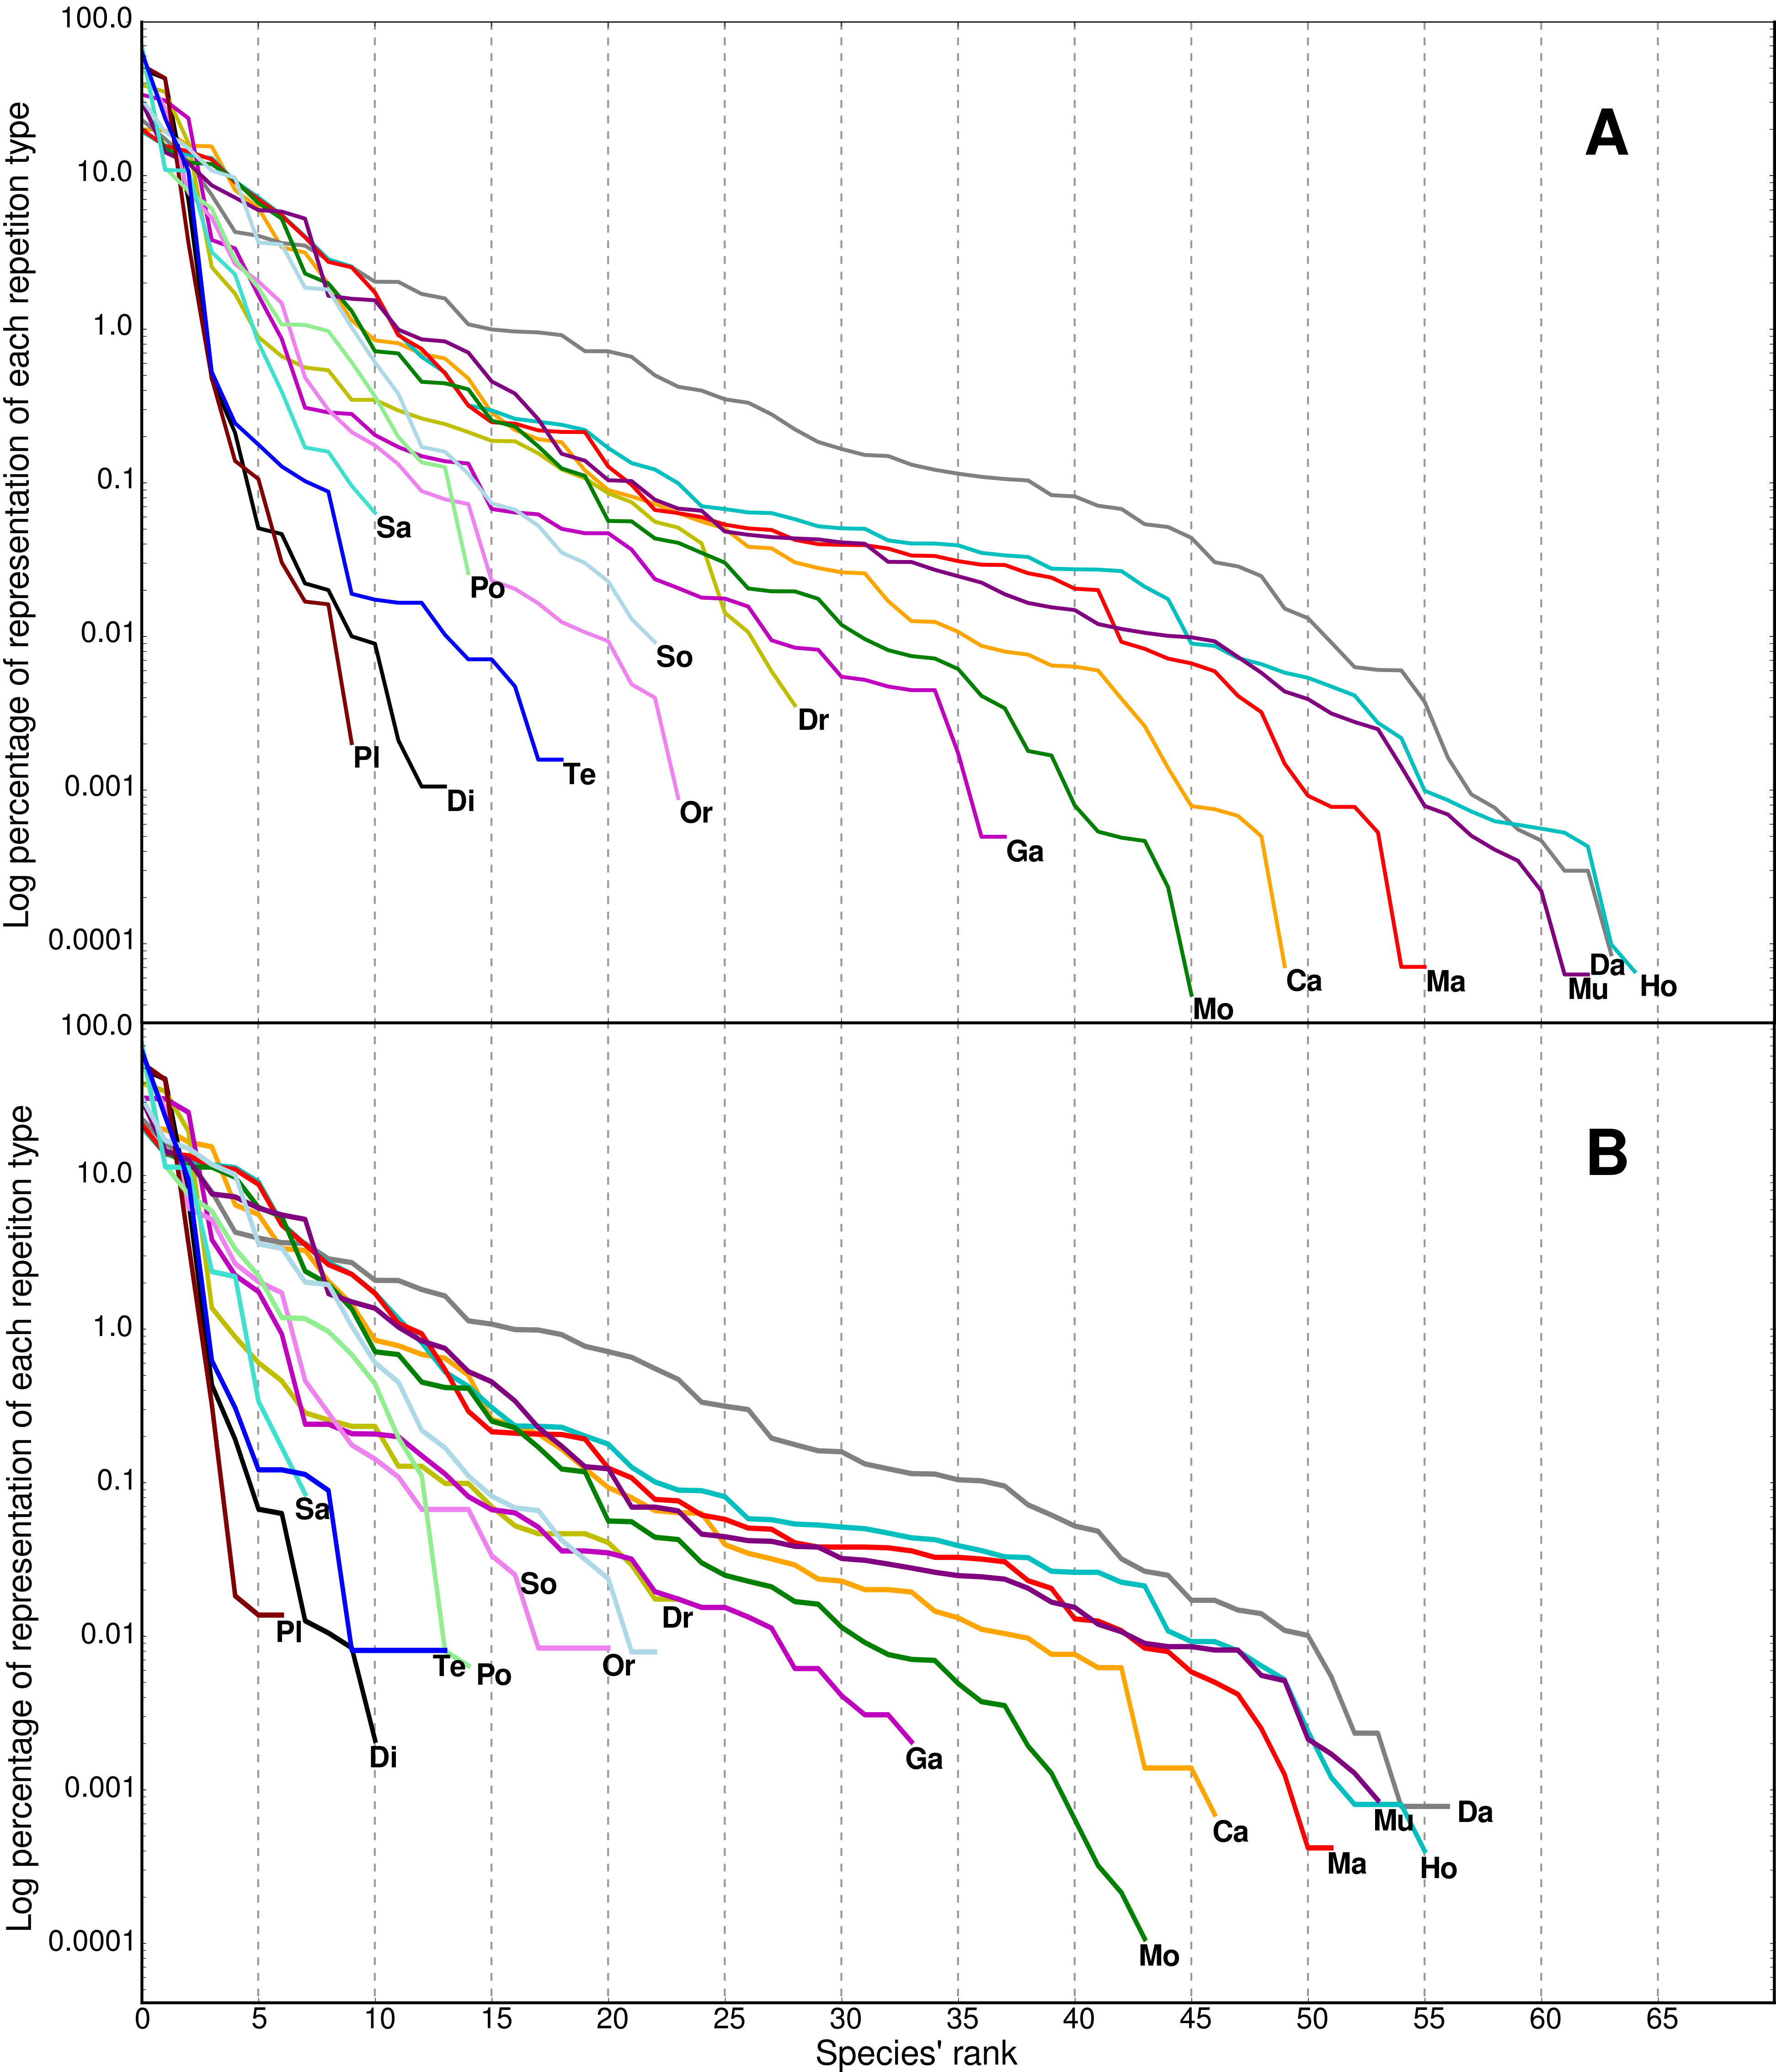 Log percentage of representation of each repetiton type
100.0
10.0
1.0
0.1
0.01
0.001
0.0001
A
Sa
Po
So
Dr
Pl
Te
Di
Or
Ga
Da
Ca
Ma
Mu
Ho
Mo
Log percentage of representation of each repetition type
100.0
10.0
1.0
0.1
0.01
0.001
0.0001
B
Sa
So
Dr
Pl
Te
Po
Or
Di
Ga
Da
Mu
Ca
Ma
Ho
Mo
0 5 10 15 20 25 30 35 40 45 50 55 60 65
Species' rank